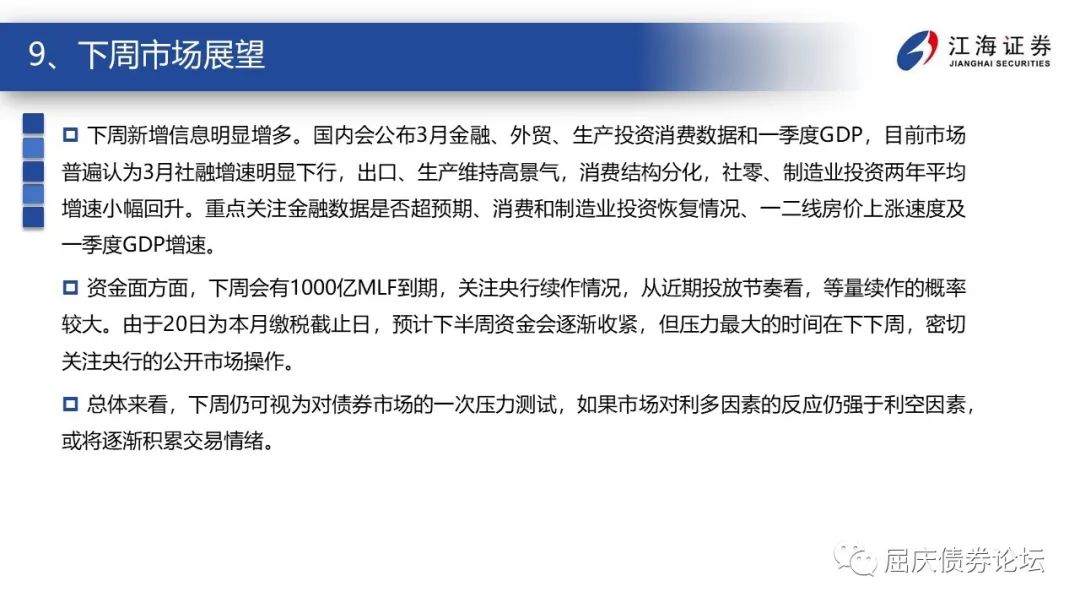 9、下周市场展望
江海证券
JIANGHAI SECURITIES
下周新增信息明显增多。国内会公布3月金融、外贸、生产投资消费数据和一季度GDP，目前市场
普遍认为3月社融增速明显下行，出口、生产维持高景气，消费结构分化，社零、制造业投资两年平均
增速小幅回升。重点关注金融数据是否超预期、消费和制造业投资恢复情况、一二线房价上涨速度及
一季度GDP增速。
资金面方面，下周会有1000亿MLF到期，关注央行续作情况，从近期投放节奏看，等量续作的概率
较大。由于20日为本月缴税截止日，预计下半周资金会逐渐收紧，但压力最大的时间在下下周，密切
关注央行的公开市场操作。
总体来看，下周仍可视为对债券市场的一次压力测试，如果市场对利多因素的反应仍强于利空因素，
或将逐渐积累交易情绪。
屈庆债券论坛